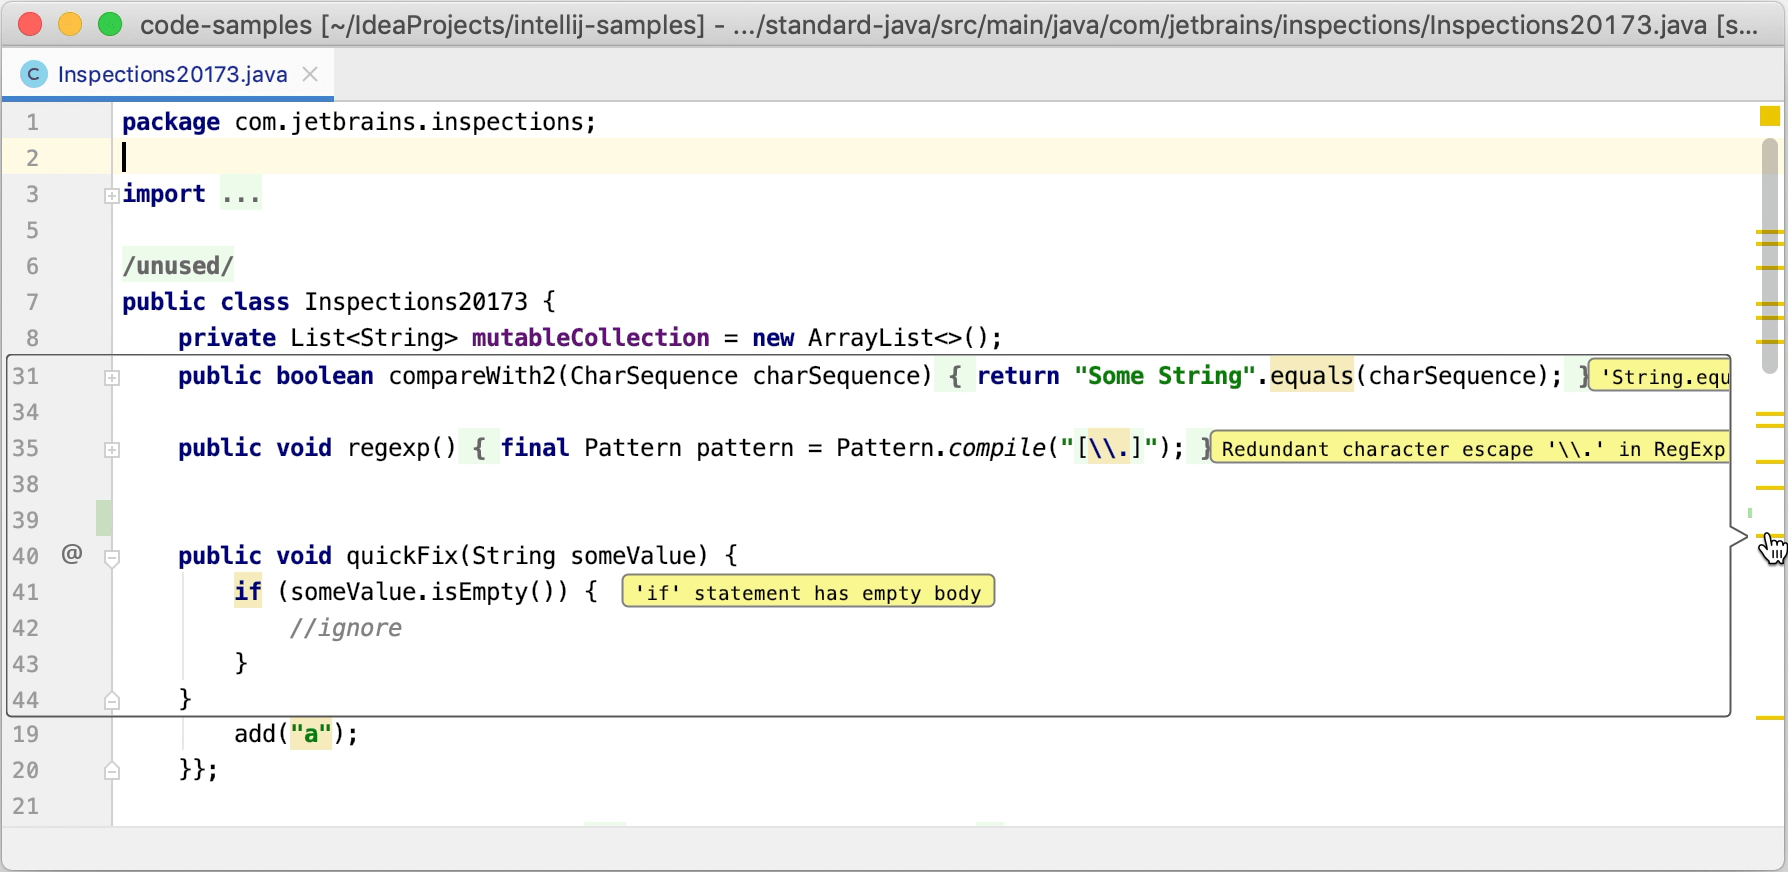 code-samples [~/IdeaProjects/intellij-samples] - .../standard-java/src/main/java/com/jetbrains/inspections/Inspections20173.java [s...
C Inspections20173.java
1 package com.jetbrains.inspections;
2
3 import ...
5
6 /unused/
7 public class Inspections20173 {
8 private List<String> mutableCollection = new ArrayList<>();
31 public boolean compareWith2(CharSequence charSequence) { return "Some String".equals(charSequence); } 'String.equ
34
35 public void regexp() { final Pattern pattern = Pattern.compile("[\\.]"); } Redundant character escape '\\.' in RegExp
38
39
40 @ public void quickFix(String someValue) {
41 if (someValue.isEmpty()) { 'if' statement has empty body
42 //ignore
43 }
44 }
19 add("a");
20 }};
21